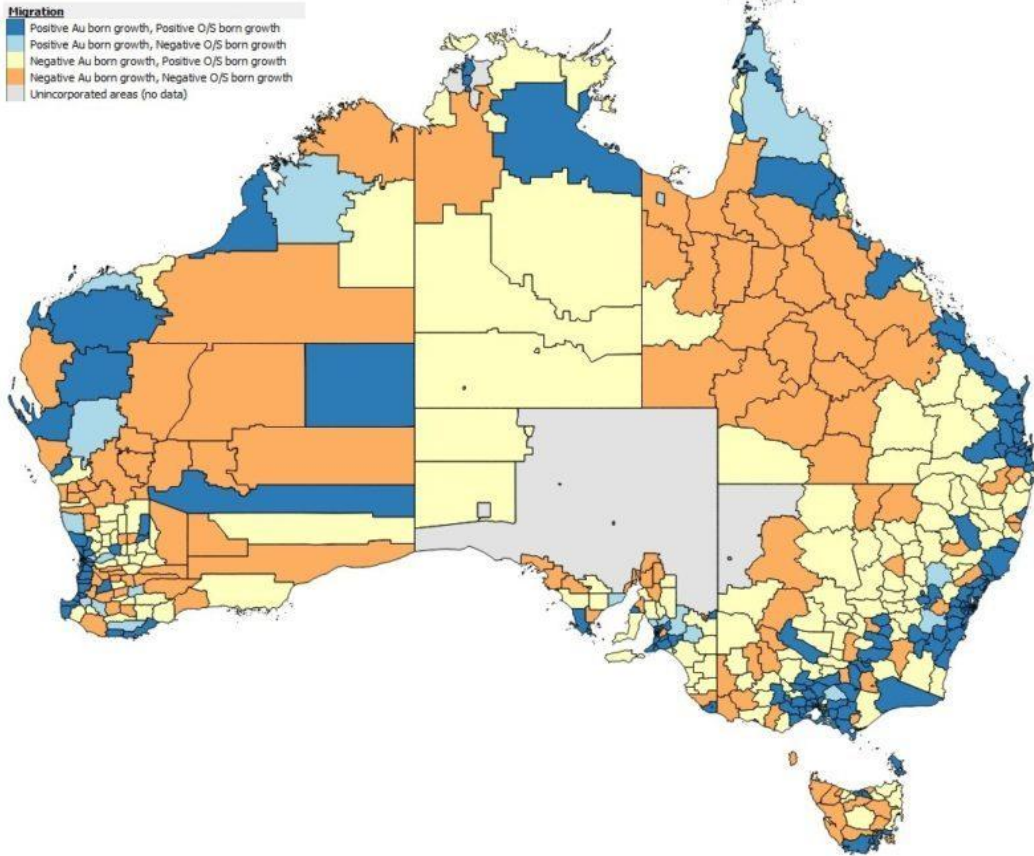 Migration
Positive Au born growth, Positive O/S born growth
Positive Au born growth, Negative O/S born growth
Negative Au born growth, Positive O/S born growth
Negative Au born growth, Negative O/S born growth
Unincorporated areas (no data)